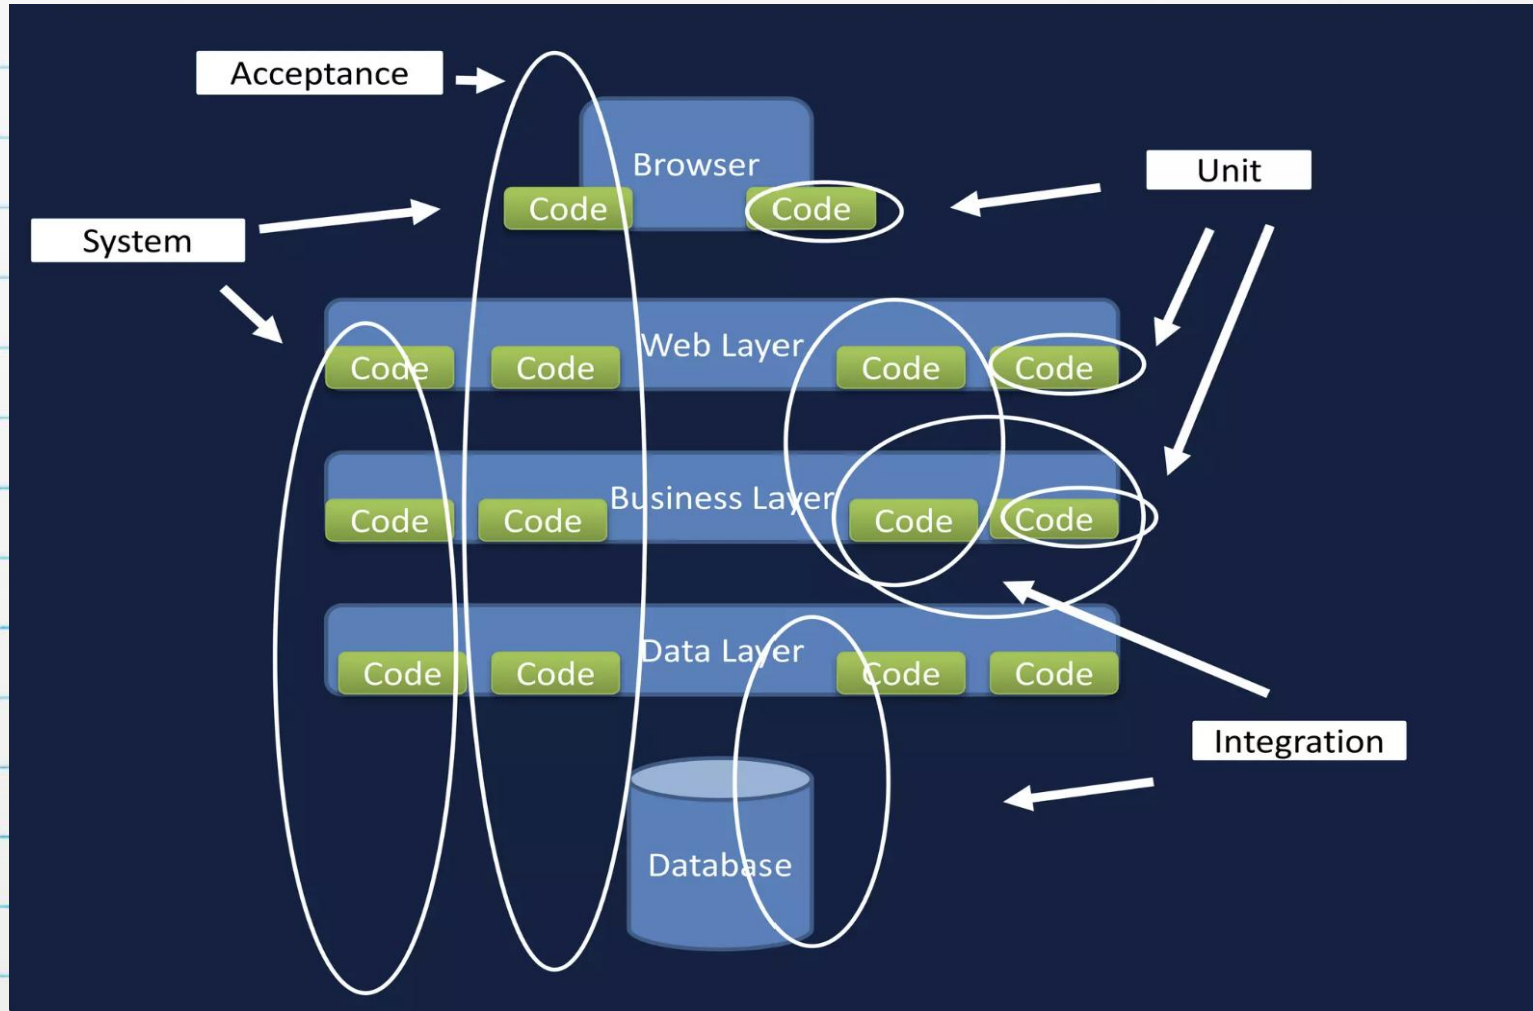 Acceptance
Browser
Unit
Code
Code
System
Web Layer
Code
Code
Code
Code
Business Layer
Code
Code
Code
Code
Data Layer
Code
Code
Code
Code
Integration
Database